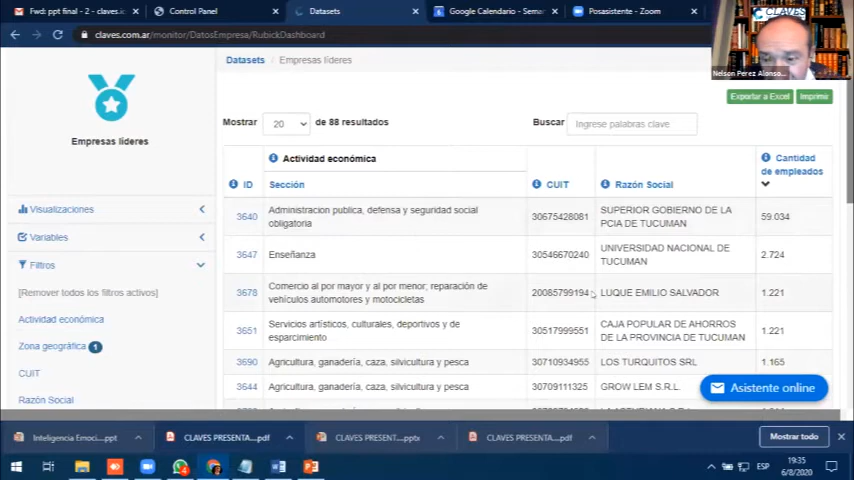 Fwd: ppt final - 2 - claves.ic
Control Panel
Datasets
Google Calendario - Semar
Posasistente - Zoom
CLAVES
claves.com.ar/monitor/DatosEmpresa/RubickDashboard
Nelson Perez Alonso...
Datasets / Empresas líderes
Exportar a Excel
Imprimir
Empresas líderes
Mostrar 20 de 88 resultados
Buscar Ingrese palabras clave
Actividad económica
Cantidad de empleados
ID
Sección
CUIT
Razón Social
Visualizaciones
Variables
Filtros
[Remover todos los filtros activos]
Actividad económica
Zona geográfica 1
CUIT
Razón Social
3640 Administracion publica, defensa y seguridad social 30675428081 SUPERIOR GOBIERNO DE LA 59.034
obligatoria PCIA DE TUCUMAN
3647 Enseñanza 30546670240 UNIVERSIDAD NACIONAL DE 2.724
TUCUMAN
3678 Comercio al por mayor y al por menor; reparación de 20085799194 LUQUE EMILIO SALVADOR 1.221
vehículos automotores y motocicletas
3651 Servicios artísticos, culturales, deportivos y de 30517999551 CAJA POPULAR DE AHORROS 1.221
esparcimiento DE LA PROVINCIA DE TUCUMAN
3690 Agricultura, ganadería, caza, silvicultura y pesca 30710934955 LOS TURQUITOS SRL 1.165
3644 Agricultura, ganadería, caza, silvicultura y pesca 30709111325 GROW LEM S.R.L.
Asistente online
Inteligencia Emoci....ppt
CLAVES PRESENTA....pdf
CLAVES PRESENT....pptx
CLAVES PRESENTA....pdf
Mostrar todo
4
ESP
19:35
6/8/2020